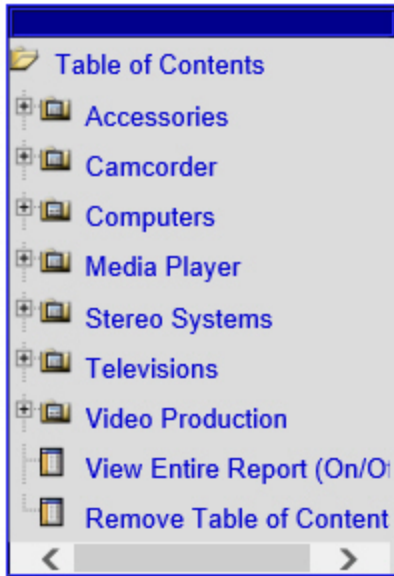 Table of Contents
Accessories
Camcorder
Computers
Media Player
Stereo Systems
Televisions
Video Production
View Entire Report (On/O
Remove Table of Content